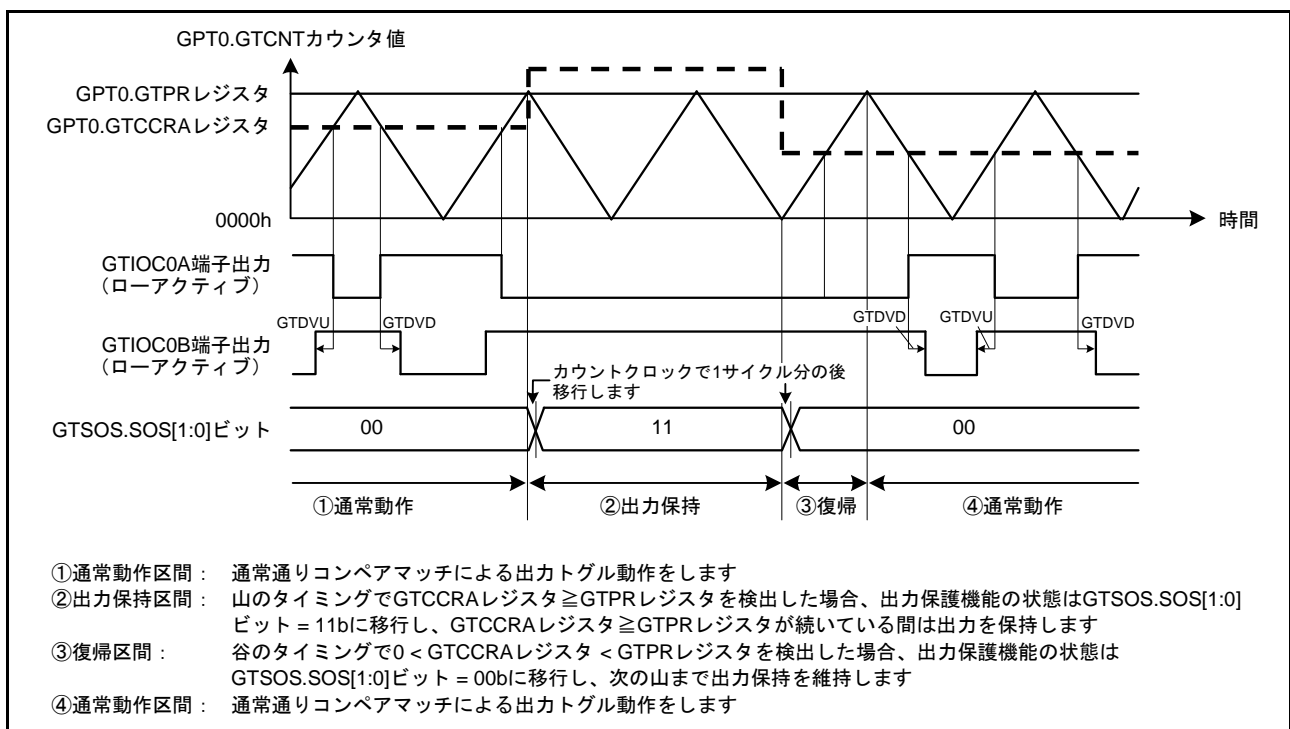 GPT0.GTCNTカウンタ値
GPT0.GTPRレジスタ
GPT0.GTCCRAレジスタ
0000h
時間
GTIOC0A端子出力
（ローアクティブ）
GTDVU
GTDVD
GTDVD
GTDVU
GTDVD
GTIOC0B端子出力
（ローアクティブ）
カウントクロックで1サイクル分の後
移行します
GTSOS.SOS[1:0]ビット
00
11
00
①通常動作
②出力保持
③復帰
④通常動作
①通常動作区間： 通常通りコンペアマッチによる出力トグル動作をします
②出力保持区間： 山のタイミングでGTCCRAレジスタ≧GTPRレジスタを検出した場合、出力保護機能の状態はGTSOS.SOS[1:0]
ビット = 11bに移行し、GTCCRAレジスタ≧GTPRレジスタが続いている間は出力を保持します
③復帰区間： 谷のタイミングで0 < GTCCRAレジスタ < GTPRレジスタを検出した場合、出力保護機能の状態は
GTSOS.SOS[1:0]ビット = 00bに移行し、次の山まで出力保持を維持します
④通常動作区間： 通常通りコンペアマッチによる出力トグル動作をします